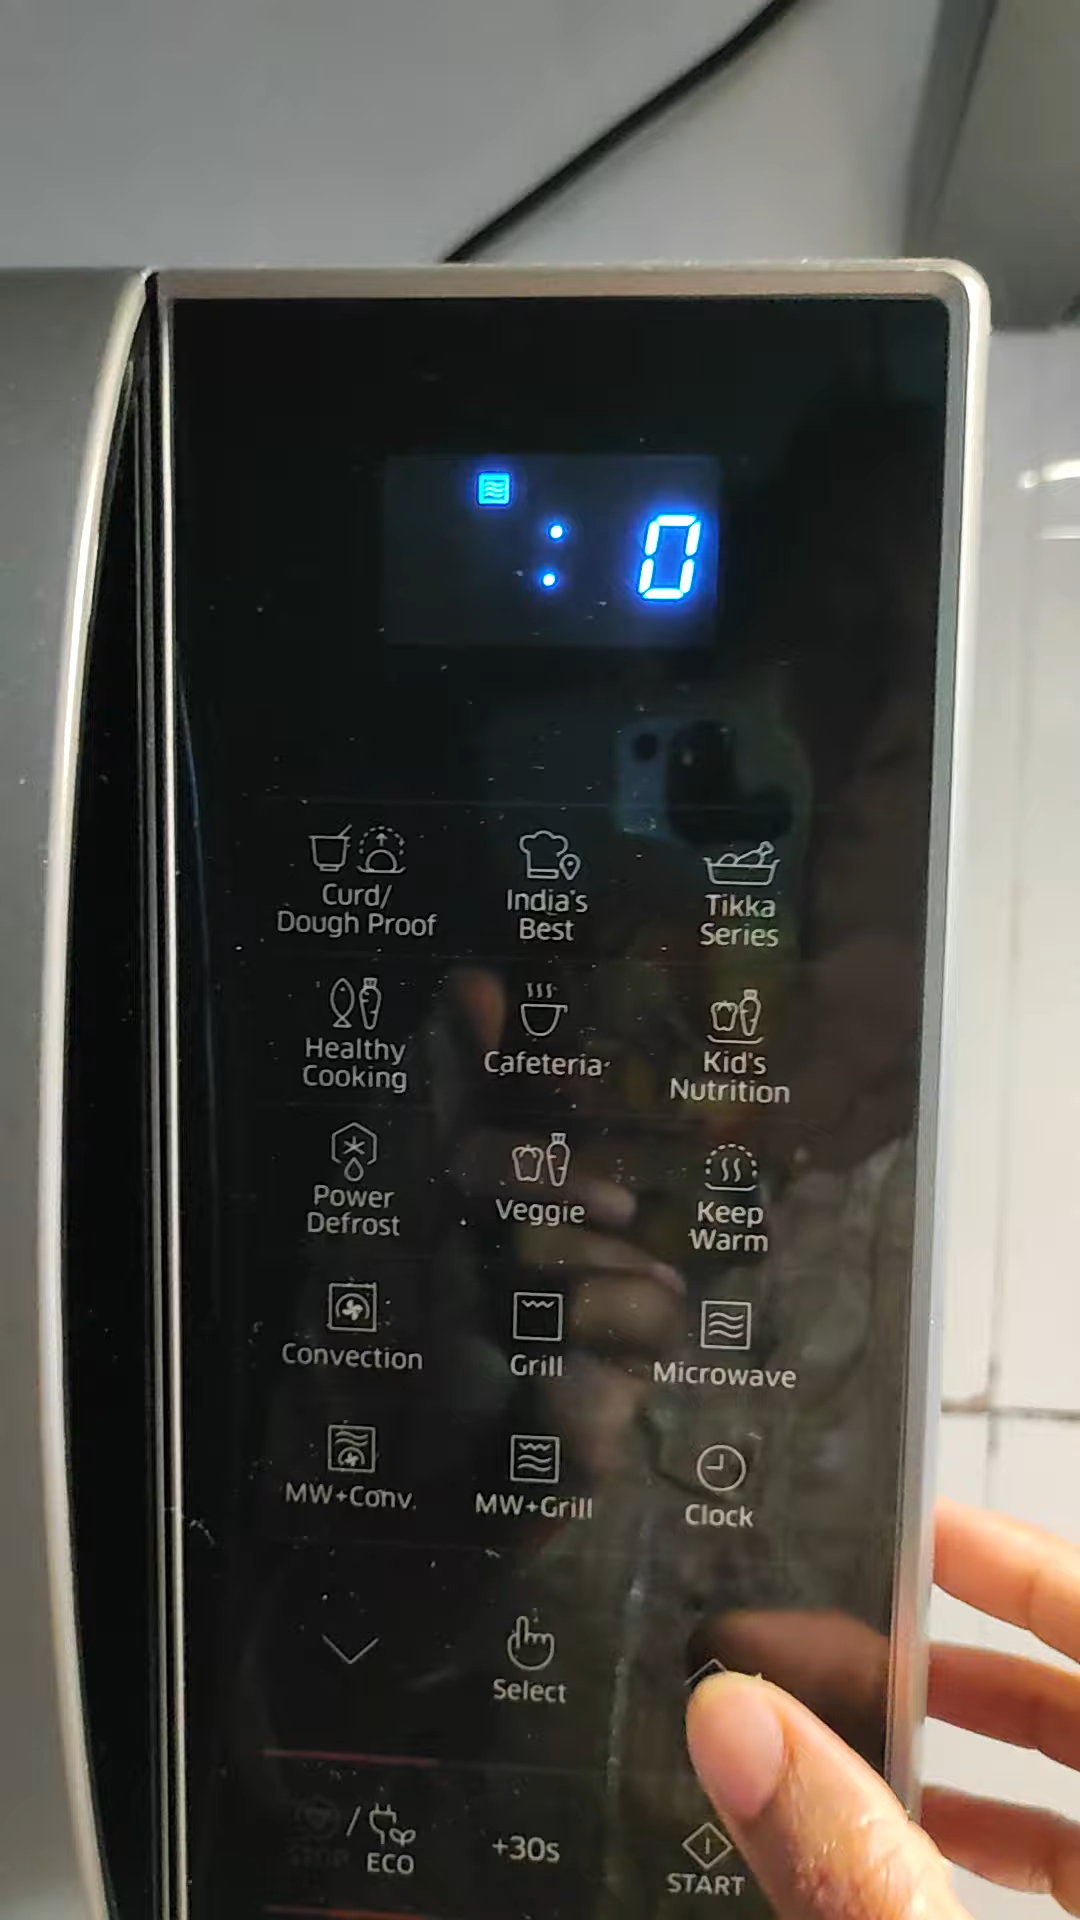 : 0
Curd/
Dough Proof
India's
Best
Tikka
Series
Healthy
Cooking
Cafeteria
Kid's
Nutrition
Power
Defrost
Veggie
Keep
Warm
Convection
Grill
Microwave
MW+Conv.
MW+Grill
Clock
Select
STOP / ECO
+30s
START